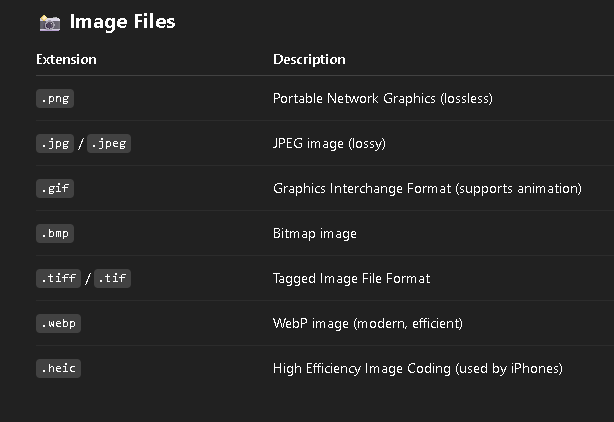 📷 Image Files
Extension Description
.png Portable Network Graphics (lossless)
.jpg / .jpeg JPEG image (lossy)
.gif Graphics Interchange Format (supports animation)
.bmp Bitmap image
.tiff / .tif Tagged Image File Format
.webp WebP image (modern, efficient)
.heic High Efficiency Image Coding (used by iPhones)